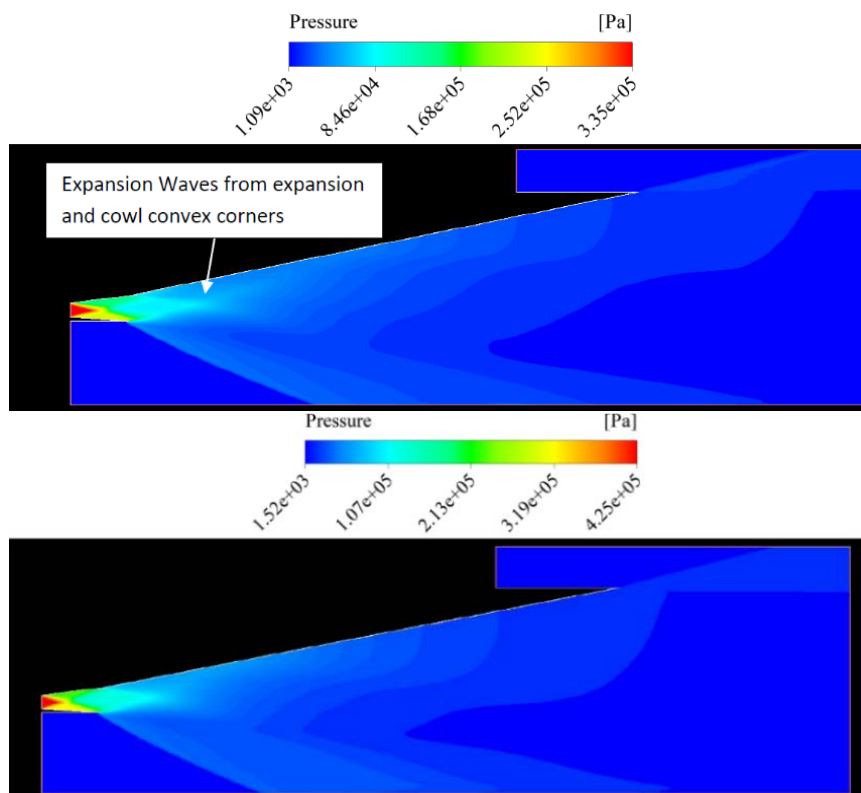 Pressure [Pa]
1.09e+03 8.46e+04 1.68e+05 2.52e+05 3.35e+05
Expansion Waves from expansion
and cowl convex corners
Pressure [Pa]
1.52e+03 1.07e+05 2.13e+05 3.19e+05 4.25e+05